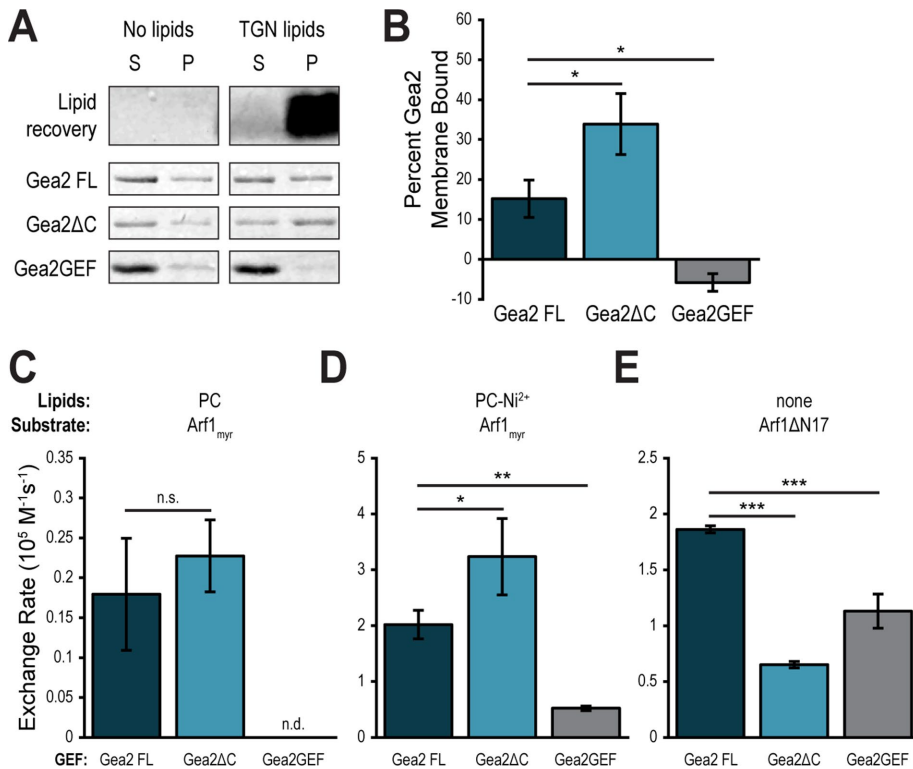 A
No lipids TGN lipids
S P S P
Lipid
recovery
Gea2 FL
Gea2ΔC
Gea2GEF
B
Percent Gea2
Membrane Bound
60
50
40
30
20
10
0
-10
*
*
Gea2 FL Gea2ΔC Gea2GEF
C
Lipids: PC
Substrate: Arf1myr
Exchange Rate (10⁵ M⁻¹s⁻¹)
0.35
0.3
0.25
0.2
0.15
0.1
0.05
0
n.s.
n.d.
GEF: Gea2 FL Gea2ΔC Gea2GEF
D
PC-Ni²⁺
Arf1myr
5
4
3
2
1
0
**
*
Gea2 FL Gea2ΔC Gea2GEF
E
none
Arf1ΔN17
2.5
2
1.5
1
0.5
0
***
***
Gea2 FL Gea2ΔC Gea2GEF